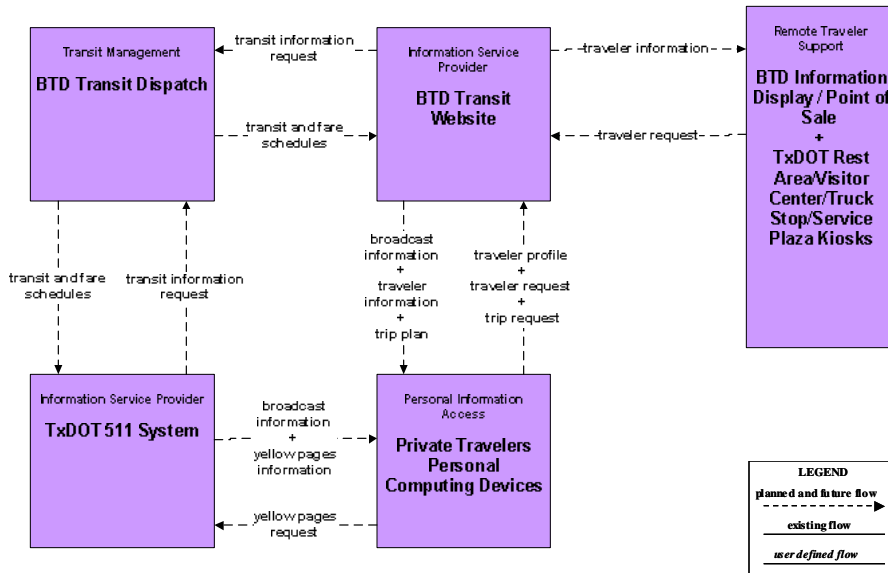 Transit Management
BTD Transit Dispatch
transit information
request
transit and fare
schedules
Information Service
Provider
BTD Transit
Website
traveler information
traveler request
Remote Traveler
Support
BTD Information
Display / Point of
Sale
+
TxDOT Rest
Area/Visitor
Center/Truck
Stop/Service
Plaza Kiosks
transit and fare
schedules
transit information
request
broadcast
information
+
traveler
information
+
trip plan
traveler profile
+
traveler request
+
trip request
Information Service Provider
TxDOT 511 System
broadcast
information
+
yellow pages
information
yellow pages
request
Personal Information
Access
Private Travelers
Personal
Computing Devices
LEGEND
planned and future flow
existing flow
user defined flow